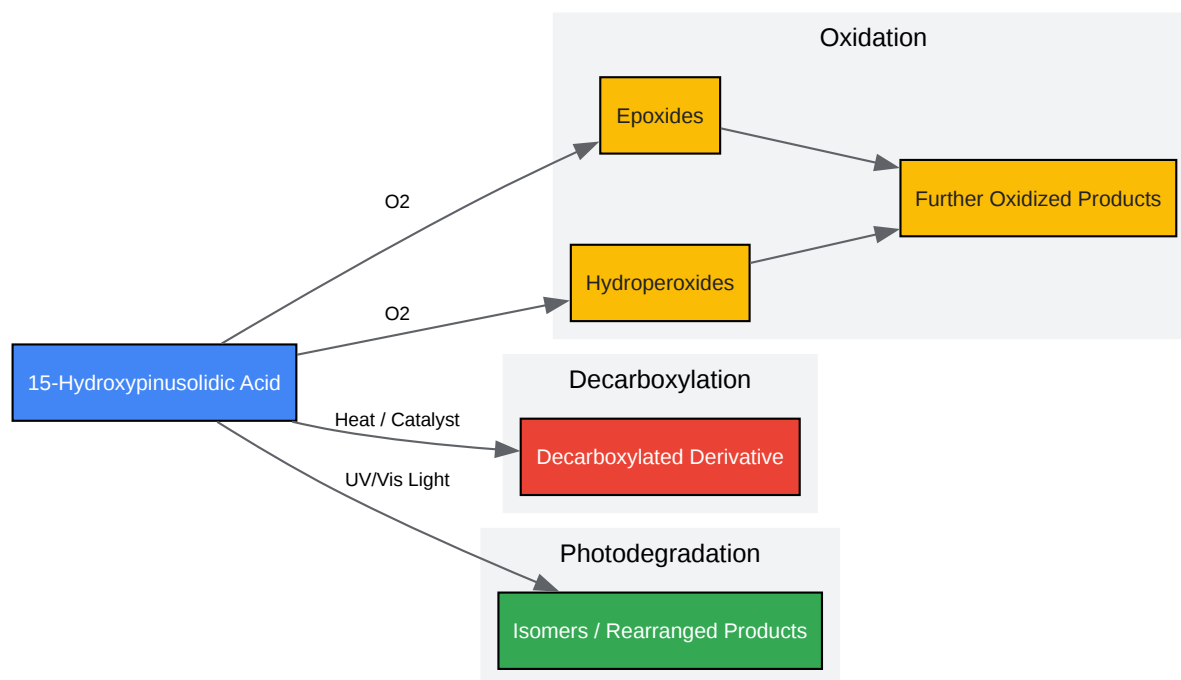 Oxidation
Epoxides
O2
Further Oxidized Products
Hydroperoxides
O2
15-Hydroxypinusolidic Acid
Decarboxylation
Heat / Catalyst
Decarboxylated Derivative
UV/Vis Light
Photodegradation
Isomers / Rearranged Products